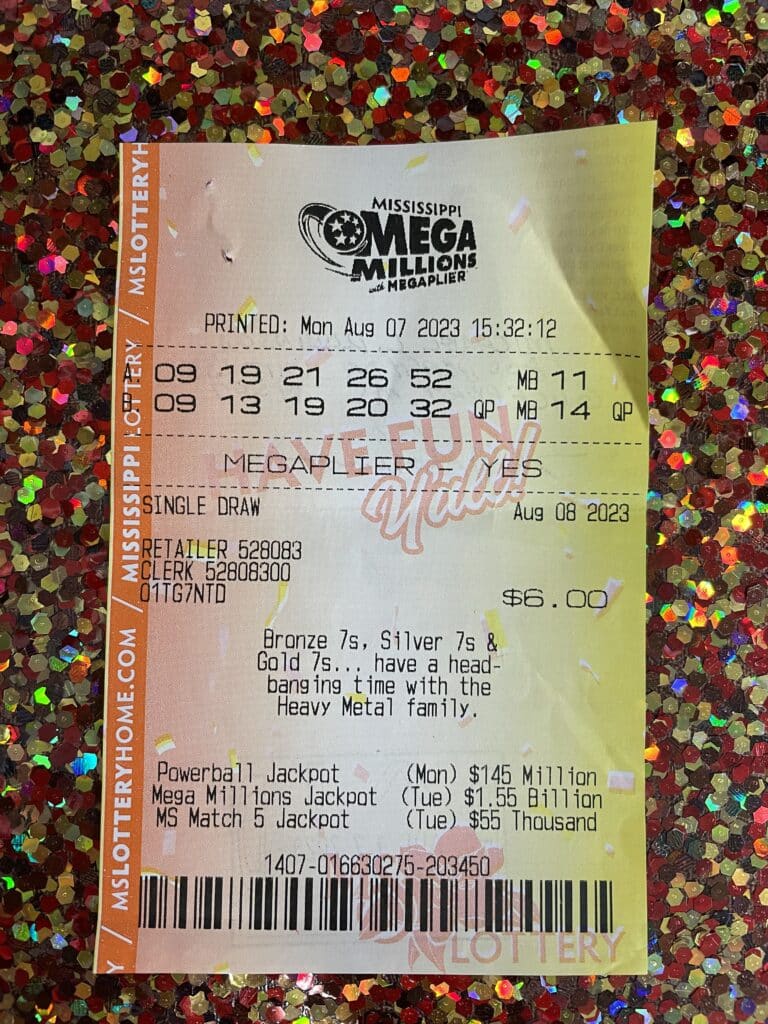 MISSISSIPPI
MEGA
MILLIONS
with MEGAPLIER
PRINTED: Mon Aug 07 2023 15:32:12
A 09 19 21 26 52 MB 11
B 09 13 19 20 32 QP MB 14 QP
HAVE FUN
Y'all!
MEGAPLIER - YES
SINGLE DRAW Aug 08 2023
RETAILER 528083
CLERK 52808300
01TG7NTD $6.00
Bronze 7s, Silver 7s &
Gold 7s... have a head-
banging time with the
Heavy Metal family.
Powerball Jackpot (Mon) $145 Million
Mega Millions Jackpot (Tue) $1.55 Billion
MS Match 5 Jackpot (Tue) $55 Thousand
1407-016630275-203450
LOTTERY
Y / MSLOTTERYHOME.COM / MISSISSIPPI LOTTERY / MSLOTTERYH